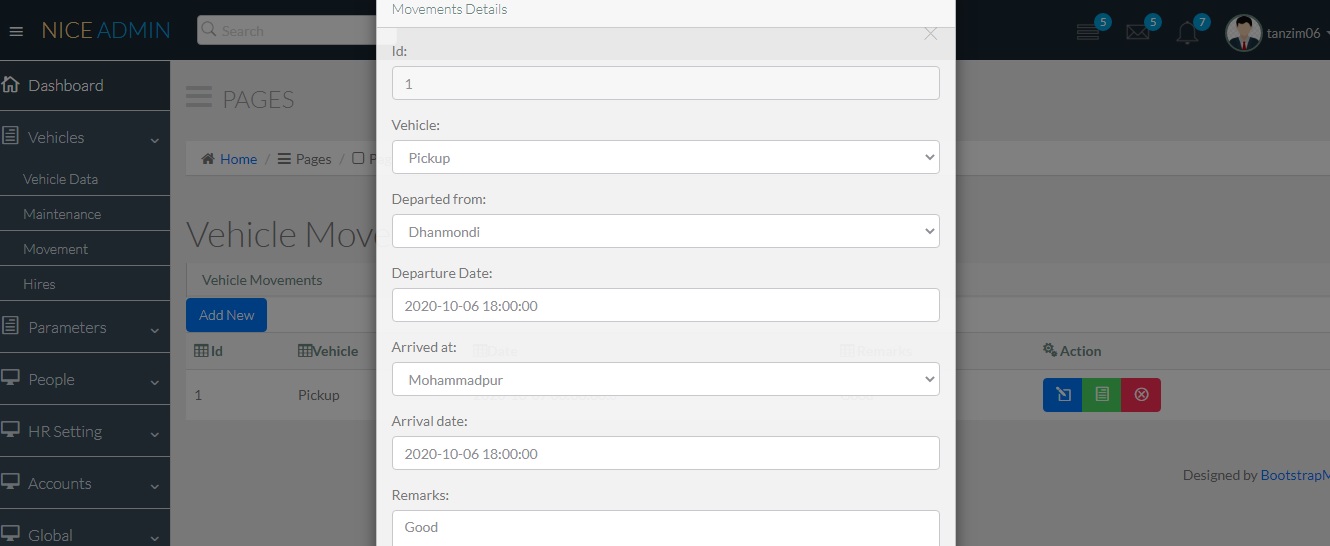 Movements Details
NICE ADMIN
Search
5
5
7
tanzim06
Id:
1
Dashboard
PAGES
Vehicle:
Vehicles
Home / Pages /
Pickup
Vehicle Data
Departed from:
Maintenance
Dhanmondi
Vehicle Move
Movement
Departure Date:
Vehicle Movements
Hires
2020-10-06 18:00:00
Add New
Parameters
Arrived at:
Id
Vehicle
Date
Remarks
Action
People
Mohammadpur
1
Pickup
Arrival date:
HR Setting
2020-10-06 18:00:00
Designed by BootstrapM
Accounts
Remarks:
Good
Global